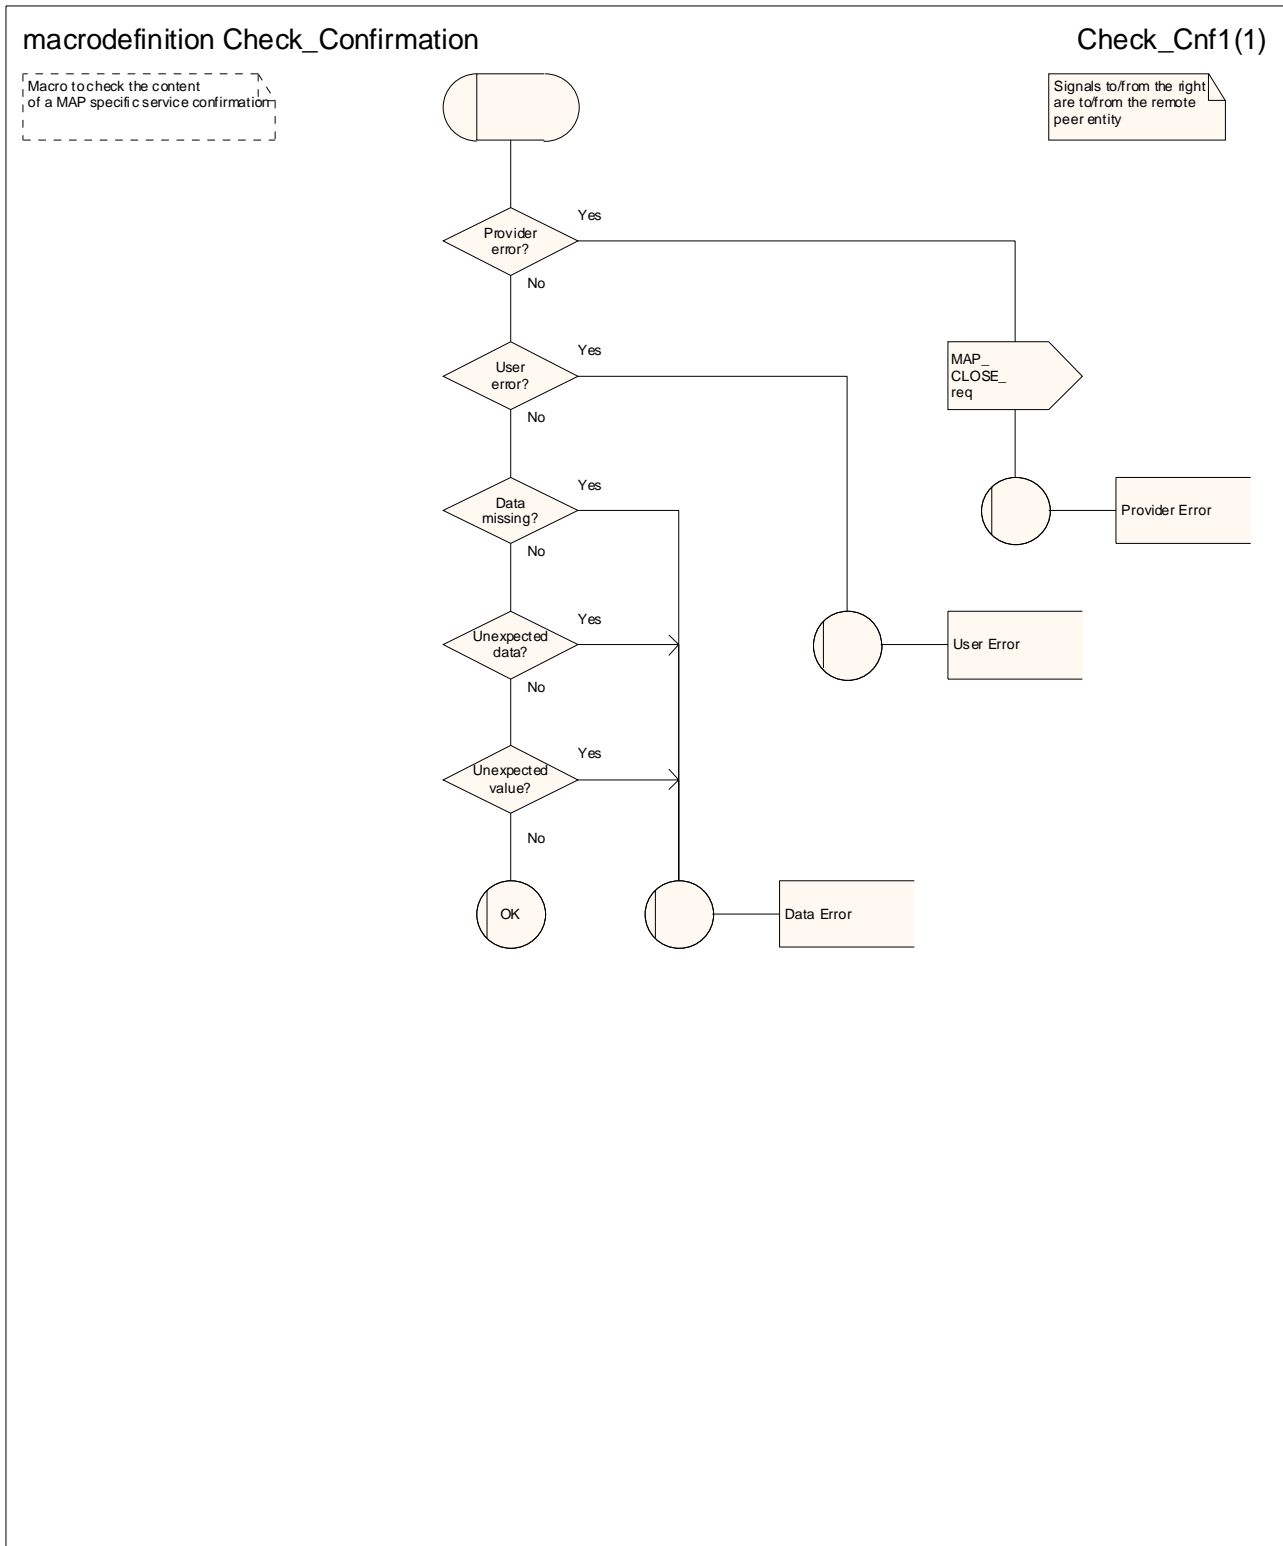 macrodefinition Check_Confirmation
Check_Cnf1(1)
Macro to check the content
of a MAP specific service confirmation
Signals to/from the right
are to/from the remote
peer entity
Yes
Provider
error?
No
Yes
User
error?
No
MAP_
CLOSE_
req
Yes
Data
missing?
No
Provider Error
Yes
Unexpected
data?
No
User Error
Yes
Unexpected
value?
No
OK
Data Error